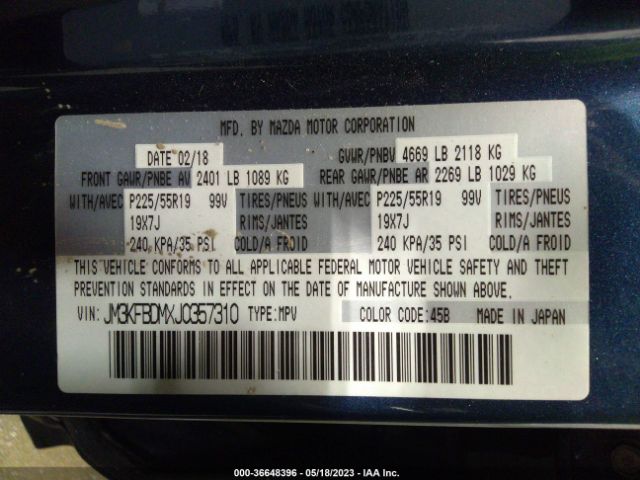 MFD. BY MAZDA MOTOR CORPORATION
DATE 02/18 GVWR/PNBV 4669 LB 2118 KG
FRONT GAWR/PNBE AV 2401 LB 1089 KG REAR GAWR/PNBE AR 2269 LB 1029 KG
WITH/AVEC P225/55R19 99V TIRES/PNEUS WITH/AVEC P225/55R19 99V TIRES/PNEUS
19X7J RIMS/JANTES 19X7J RIMS/JANTES
240 KPA/35 PSI COLD/A FROID 240 KPA/35 PSI COLD/A FROID
THIS VEHICLE CONFORMS TO ALL APPLICABLE FEDERAL MOTOR VEHICLE SAFETY AND THEFT
PREVENTION STANDARDS IN EFFECT ON THE DATE OF MANUFACTURE SHOWN ABOVE.
VIN: JM3KFBDMXJ0357310 TYPE:MPV COLOR CODE:45B MADE IN JAPAN
000-36648396 - 05/18/2023 - IAA Inc.